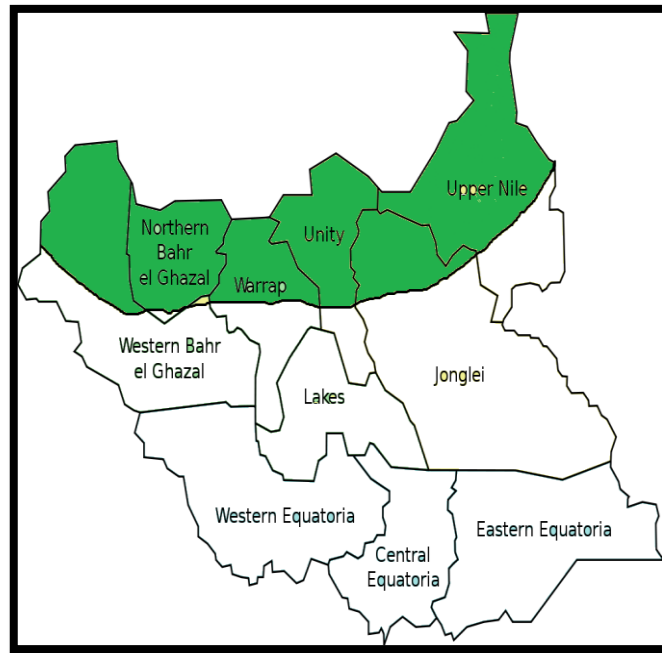 Upper Nile
Northern
Bahr
el Ghazal
Unity
Warrap
Western Bahr
el Ghazal
Lakes
Jonglei
Western Equatoria
Central
Equatoria
Eastern Equatoria